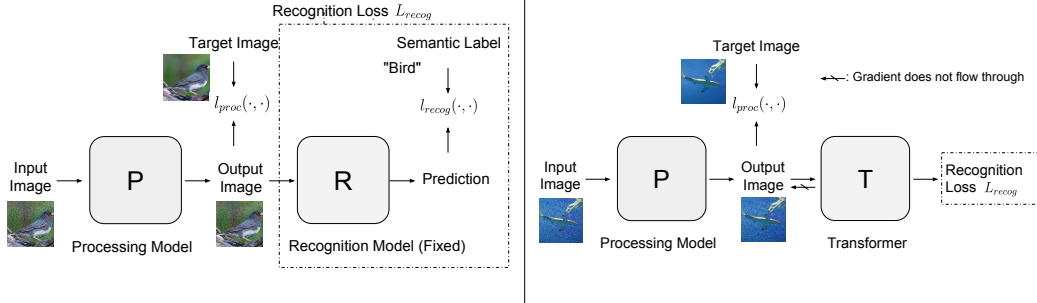 Recognition Loss $L_{recog}$
Target Image
Semantic Label
"Bird"
$l_{proc}(\cdot,\cdot)$
$l_{recog}(\cdot,\cdot)$
Input
Image
P
Output
Image
R
Prediction
Processing Model
Recognition Model (Fixed)
Target Image
: Gradient does not flow through
$l_{proc}(\cdot,\cdot)$
Input
Image
P
Output
Image
T
Recognition
Loss $L_{recog}$
Processing Model
Transformer